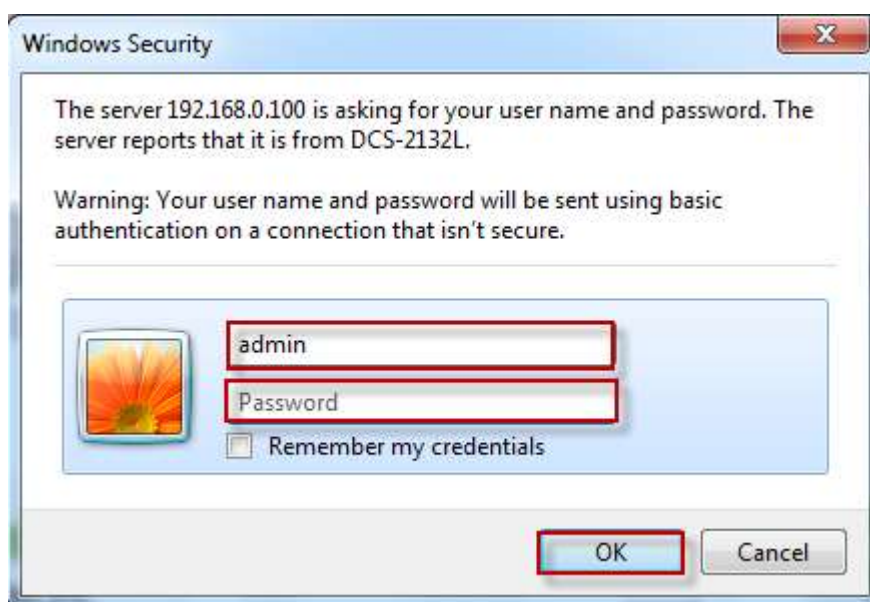 Windows Security
The server 192.168.0.100 is asking for your user name and password. The
server reports that it is from DCS-2132L.
Warning: Your user name and password will be sent using basic
authentication on a connection that isn't secure.
admin
Password
Remember my credentials
OK
Cancel